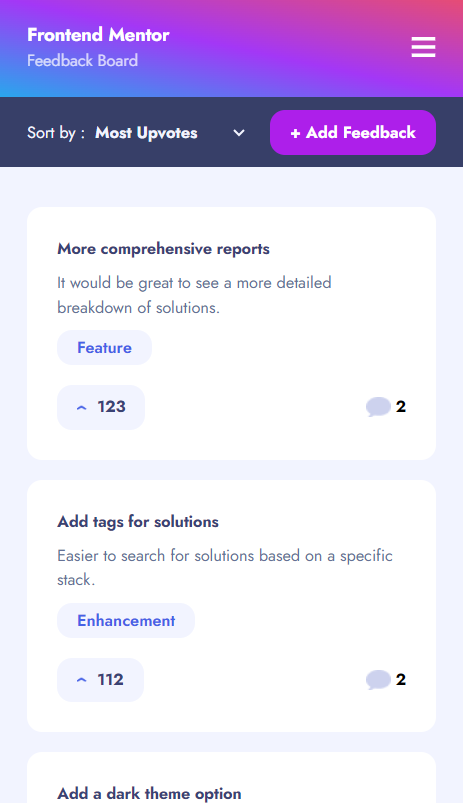 Frontend Mentor
Feedback Board
Sort by : Most Upvotes
+ Add Feedback
More comprehensive reports
It would be great to see a more detailed
breakdown of solutions.
Feature
123
2
Add tags for solutions
Easier to search for solutions based on a specific
stack.
Enhancement
112
2
Add a dark theme option